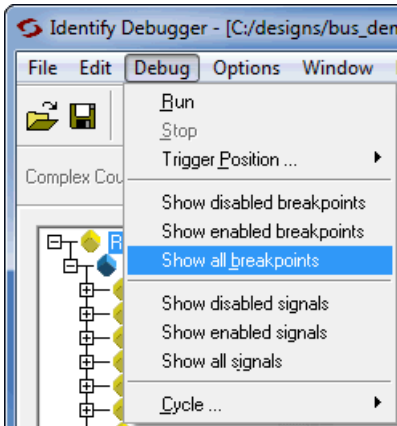 Identify Debugger - [C:/designs/bus_den
File Edit Debug Options Window
Run
Stop
Trigger Position ...
Complex Cou
Show disabled breakpoints
Show enabled breakpoints
R
Show all breakpoints
Show disabled signals
Show enabled signals
Show all signals
Cycle ...